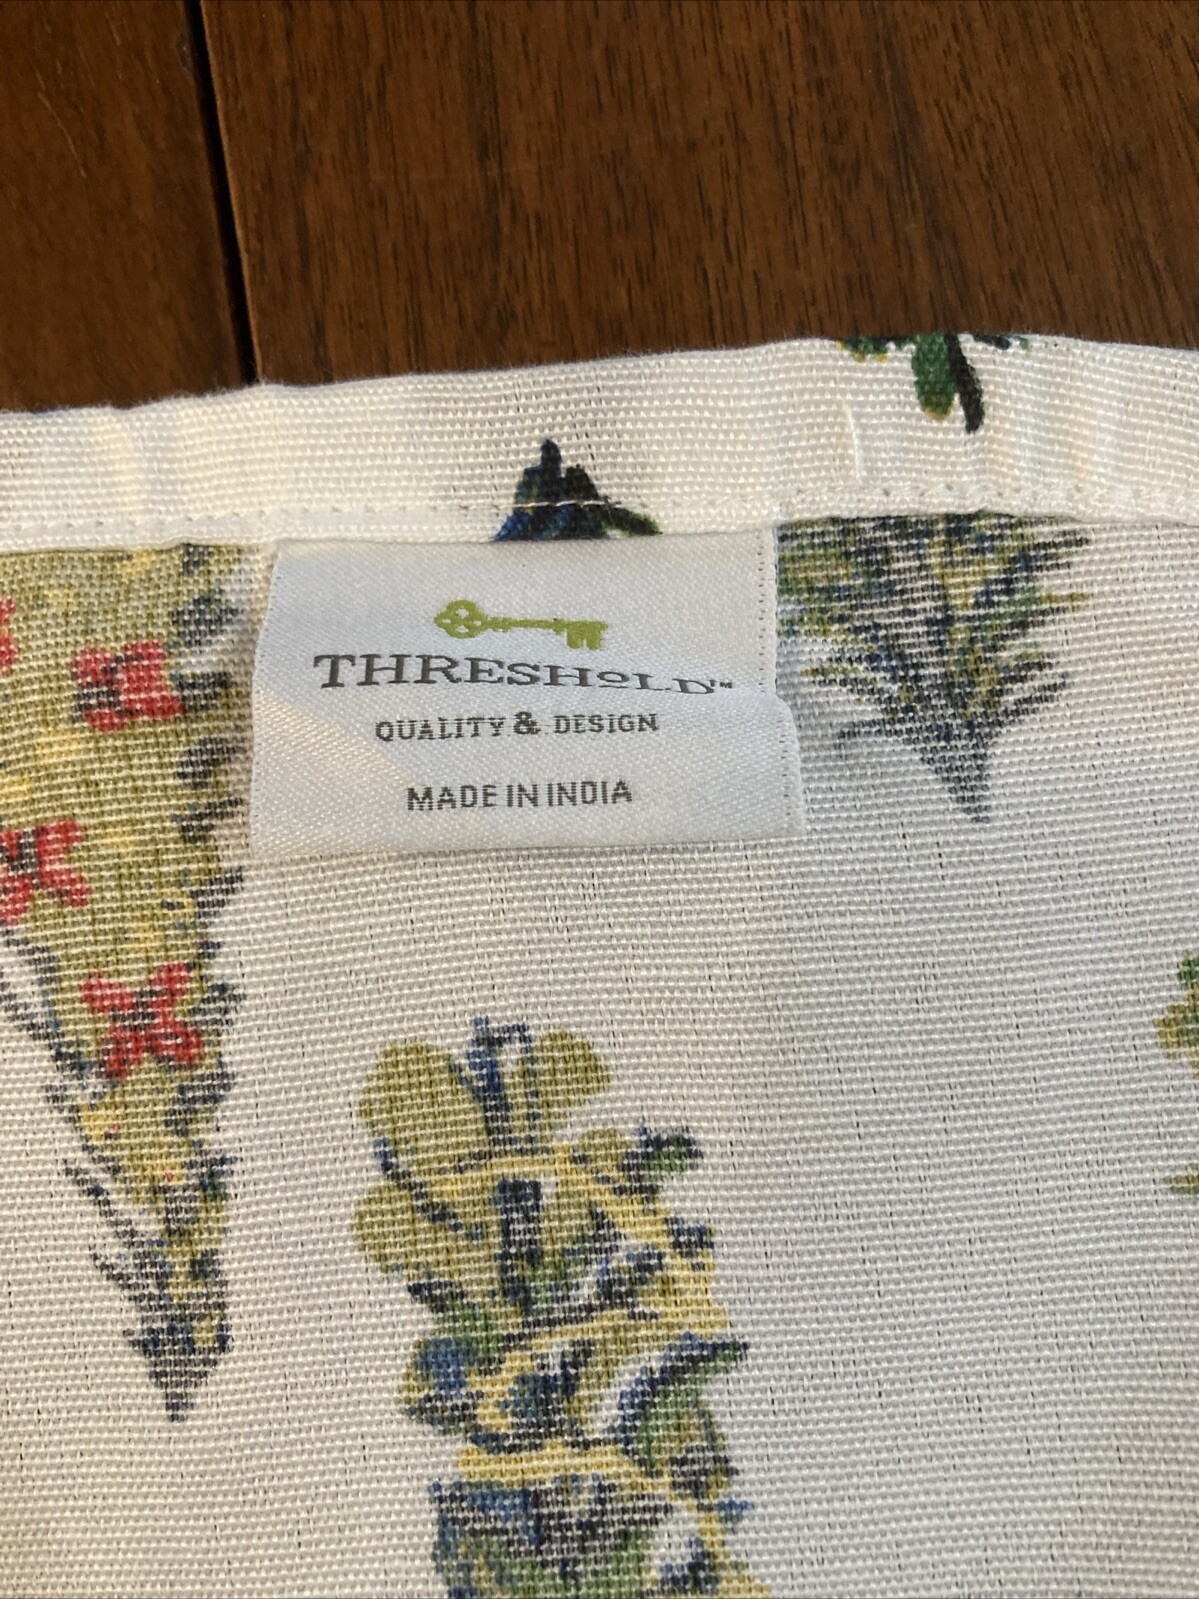 THRESHOLD™
QUALITY & DESIGN
MADE IN INDIA